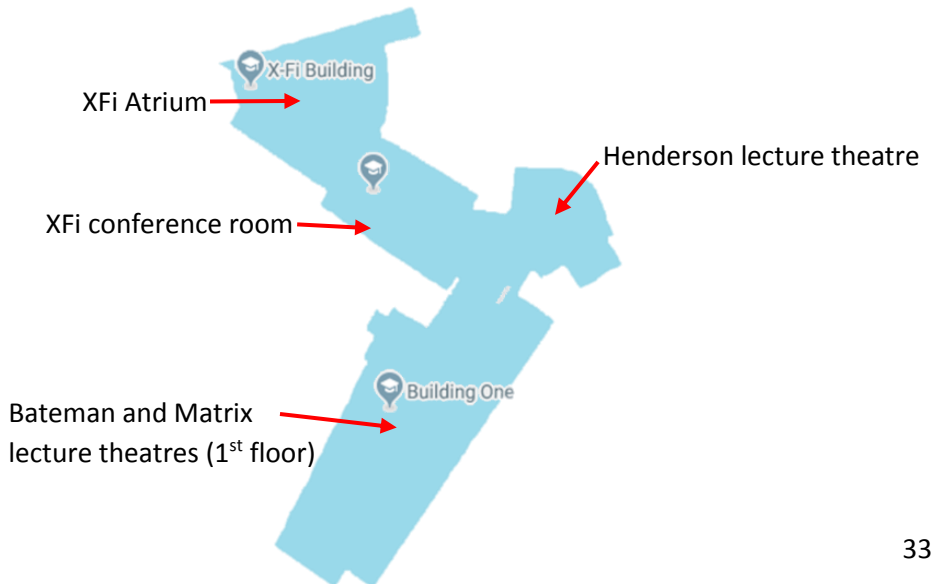 X-Fi Building
XFi Atrium
Henderson lecture theatre
XFi conference room
Building One
Bateman and Matrix
lecture theatres (1st floor)
33